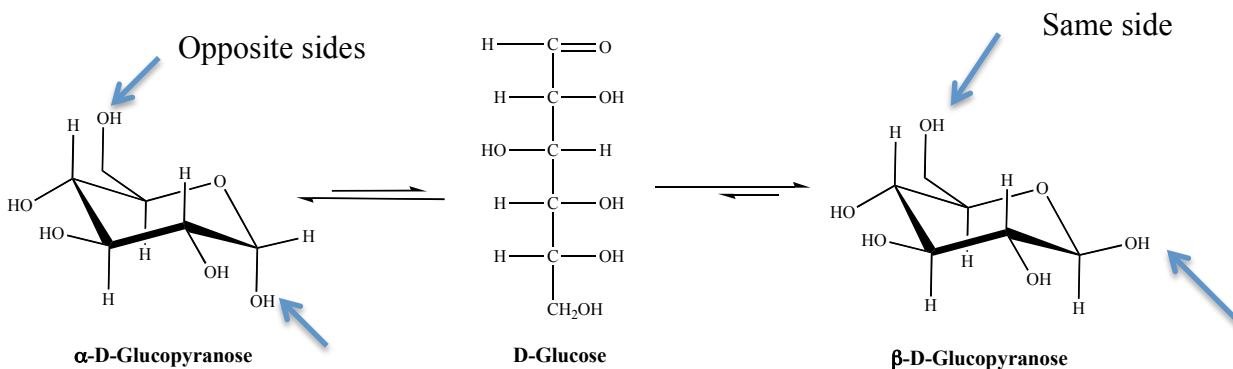 Opposite sides
Same side
OH
H
H
O
HO
HO
H
H
H
OH
OH
H C O
H C OH
HO C H
H C OH
H C OH
CH2OH
OH
H
H
O
HO
HO
H
OH
OH
H
H
α-D-Glucopyranose
D-Glucose
β-D-Glucopyranose